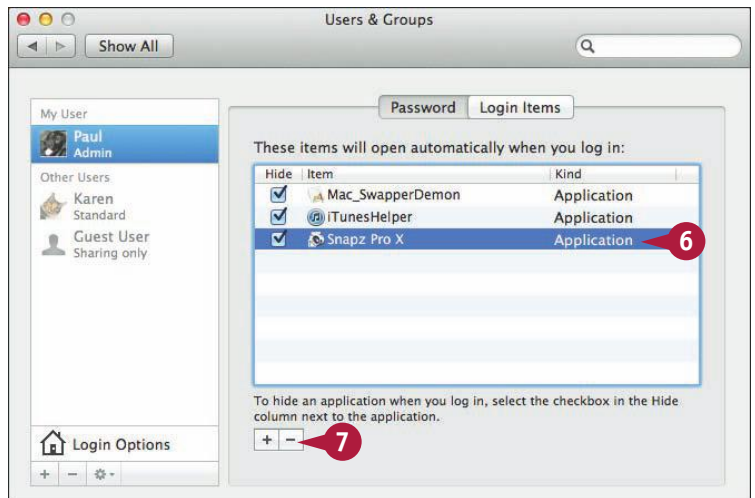 Users & Groups
Show All
My User
Paul
Admin
Other Users
Karen
Standard
Guest User
Sharing only
Login Options
+ −
Password Login Items
These items will open automatically when you log in:
Hide Item Kind
Mac_SwapperDemon Application
iTunesHelper Application
Snapz Pro X Application
6
To hide an application when you log in, select the checkbox in the Hide
column next to the application.
+ −
7